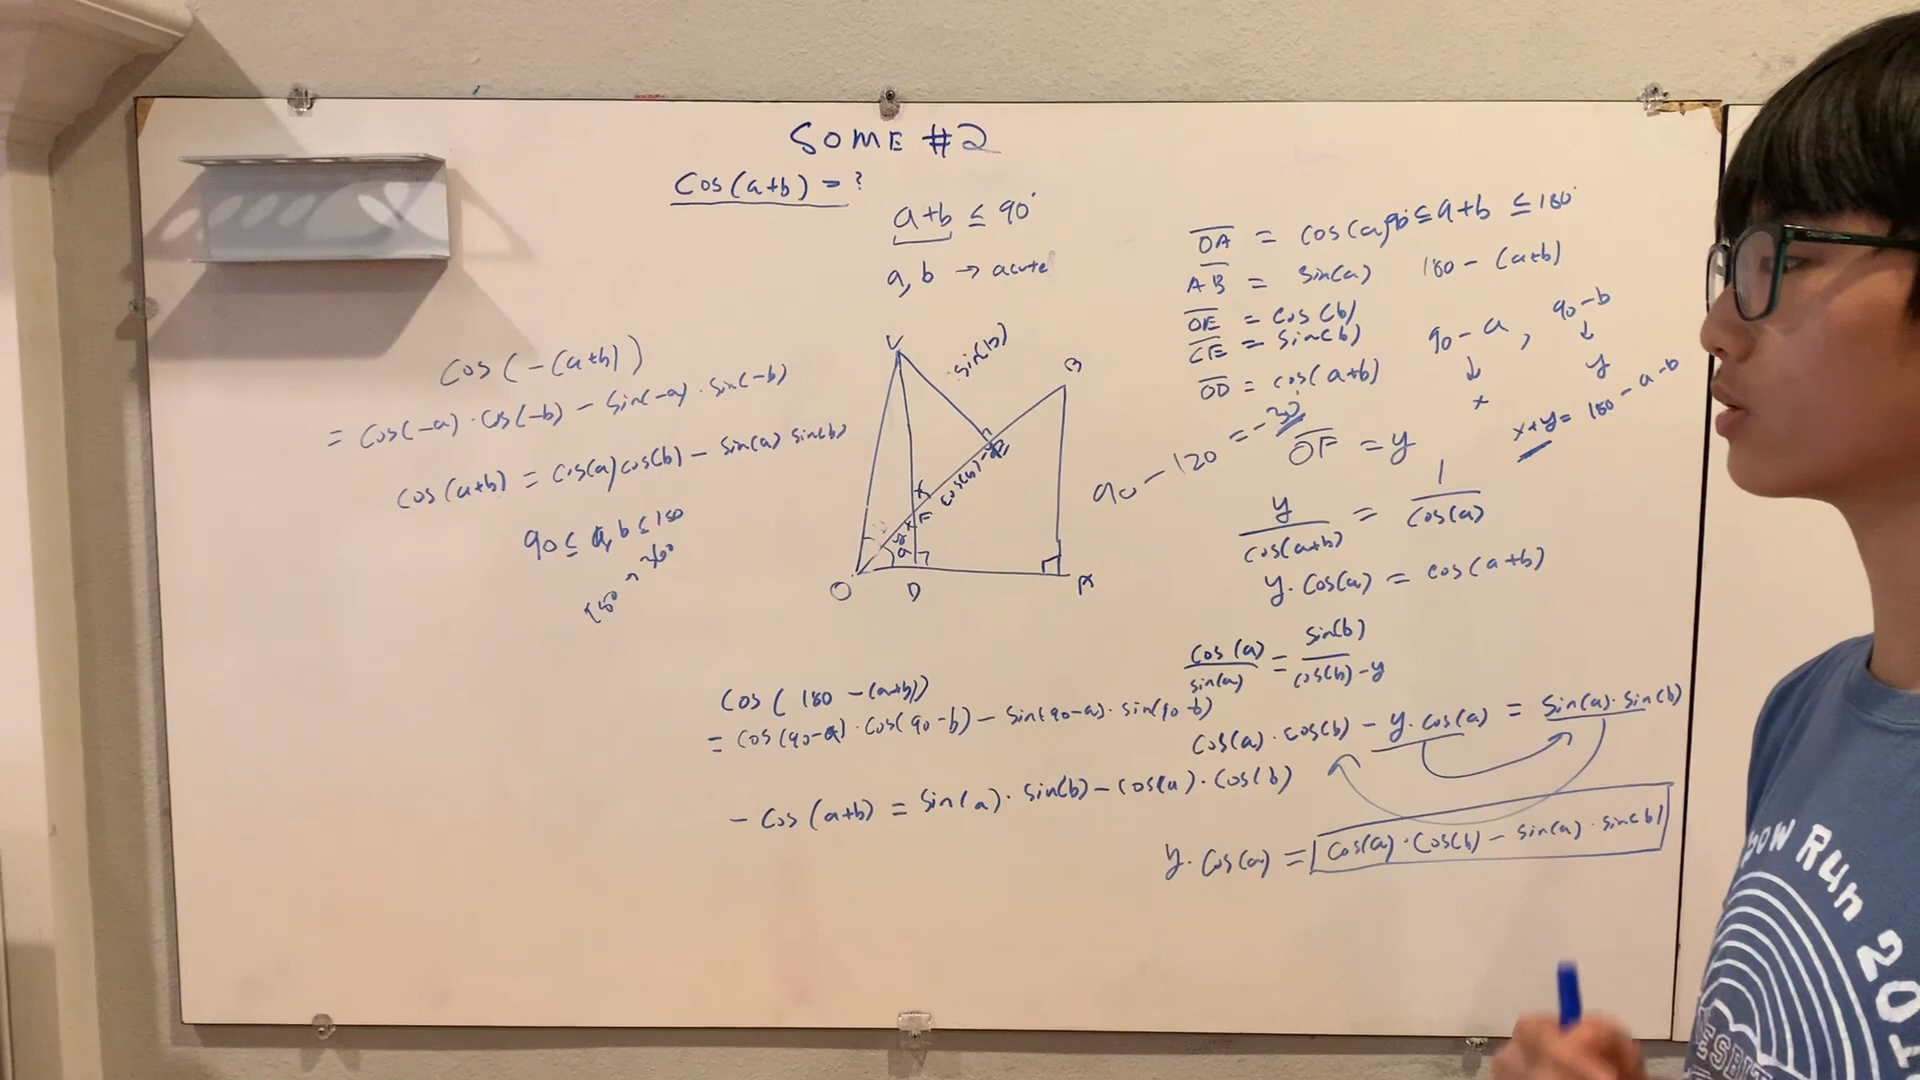 SOME #2
Cos(a+b) = ?
a+b ≤ 90°
a, b → acute
OA = cos(a)
90 ≤ a+b ≤ 180°
AB = sin(a)
180 - (a+b)
OE = cos(b)
CE = sin(b)
OD = cos(a+b)
90 - a , 90 - b
↓ ↓
x y
x+y = 180 - a - b
90 - 120 = -30°
OF = y
y/cos(a+b) = 1/cos(a)
y. cos(a) = cos(a+b)
cos(a)/sin(a) = sin(b)/cos(b)-y
cos(a) · cos(b) - y. cos(a) = sin(a) · sin(b)
y. cos(a) = cos(a) · cos(b) - sin(a) · sin(b)
cos(-(a+b))
= cos(-a) · cos(-b) - sin(-a) · sin(-b)
cos(a+b) = cos(a)cos(b) - sin(a) sin(b)
90 ≤ a, b ≤ 180
sin(b)
B
E
cos(b) - y
F
y
a
O D A
cos(180 - (a+b))
= cos(90-a) · cos(90-b) - sin(90-a) · sin(90-b)
- cos(a+b) = sin(a) · sin(b) - cos(a) · cos(b)
OW RUN 201